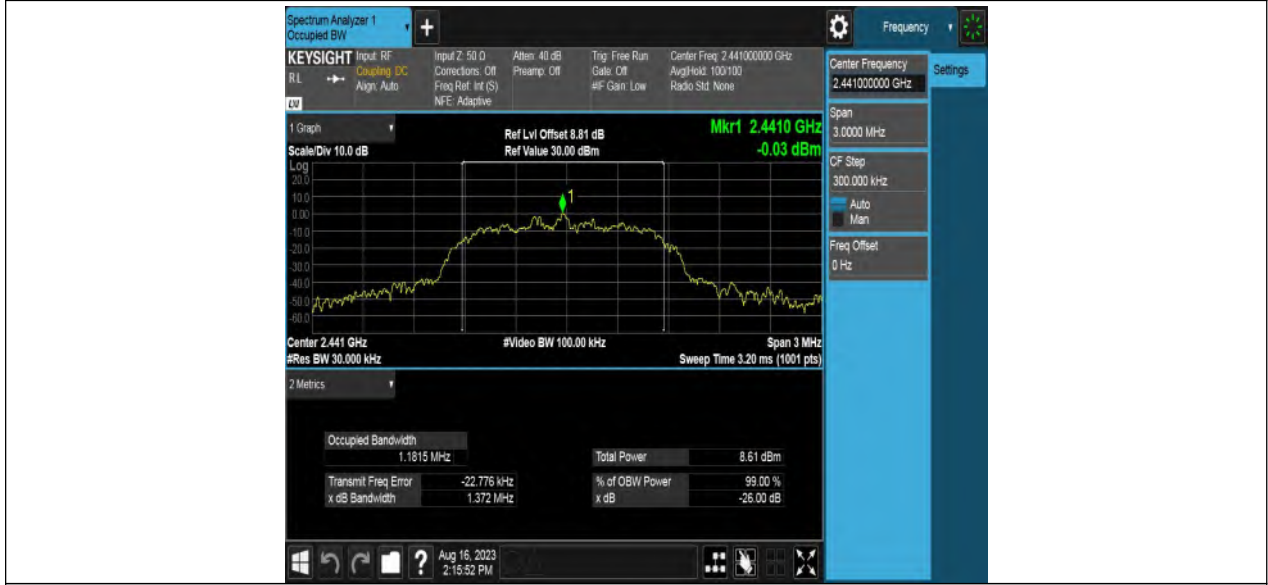 Spectrum Analyzer 1
Occupied BW
+
Frequency
KEYSIGHT
RL
LXI
Input: RF
Coupling: DC
Align: Auto
Input Z: 50 Ω
Corrections: Off
Freq Ref: Int (S)
NFE: Adaptive
Atten: 40 dB
Preamp: Off
Trig: Free Run
Gate: Off
#IF Gain: Low
Center Freq: 2.441000000 GHz
Avg|Hold: 100/100
Radio Std: None
Center Frequency
2.441000000 GHz
Settings
Span
3.0000 MHz
CF Step
300.000 kHz
Auto
Man
Freq Offset
0 Hz
1 Graph
Scale/Div 10.0 dB
Ref Lvl Offset 8.81 dB
Ref Value 30.00 dBm
Mkr1 2.4410 GHz
-0.03 dBm
Log
20.0
10.0
0.00
-10.0
-20.0
-30.0
-40.0
-50.0
-60.0
1
Center 2.441 GHz
#Res BW 30.000 kHz
#Video BW 100.00 kHz
Span 3 MHz
Sweep Time 3.20 ms (1001 pts)
2 Metrics
Occupied Bandwidth
1.1815 MHz
Total Power 8.61 dBm
Transmit Freq Error -22.776 kHz
% of OBW Power 99.00 %
x dB Bandwidth 1.372 MHz
x dB -26.00 dB
?
Aug 16, 2023
2:15:52 PM